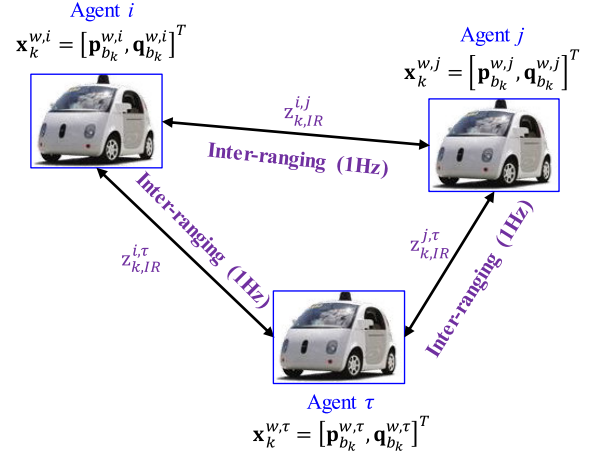 Agent i
x_k^{w,i} = [p_{b_k}^{w,i}, q_{b_k}^{w,i}]^T
Agent j
x_k^{w,j} = [p_{b_k}^{w,j}, q_{b_k}^{w,j}]^T
z_{k,IR}^{i,j}
Inter-ranging (1Hz)
Inter-ranging (1Hz)
z_{k,IR}^{i,τ}
z_{k,IR}^{j,τ}
Inter-ranging (1Hz)
Agent τ
x_k^{w,τ} = [p_{b_k}^{w,τ}, q_{b_k}^{w,τ}]^T